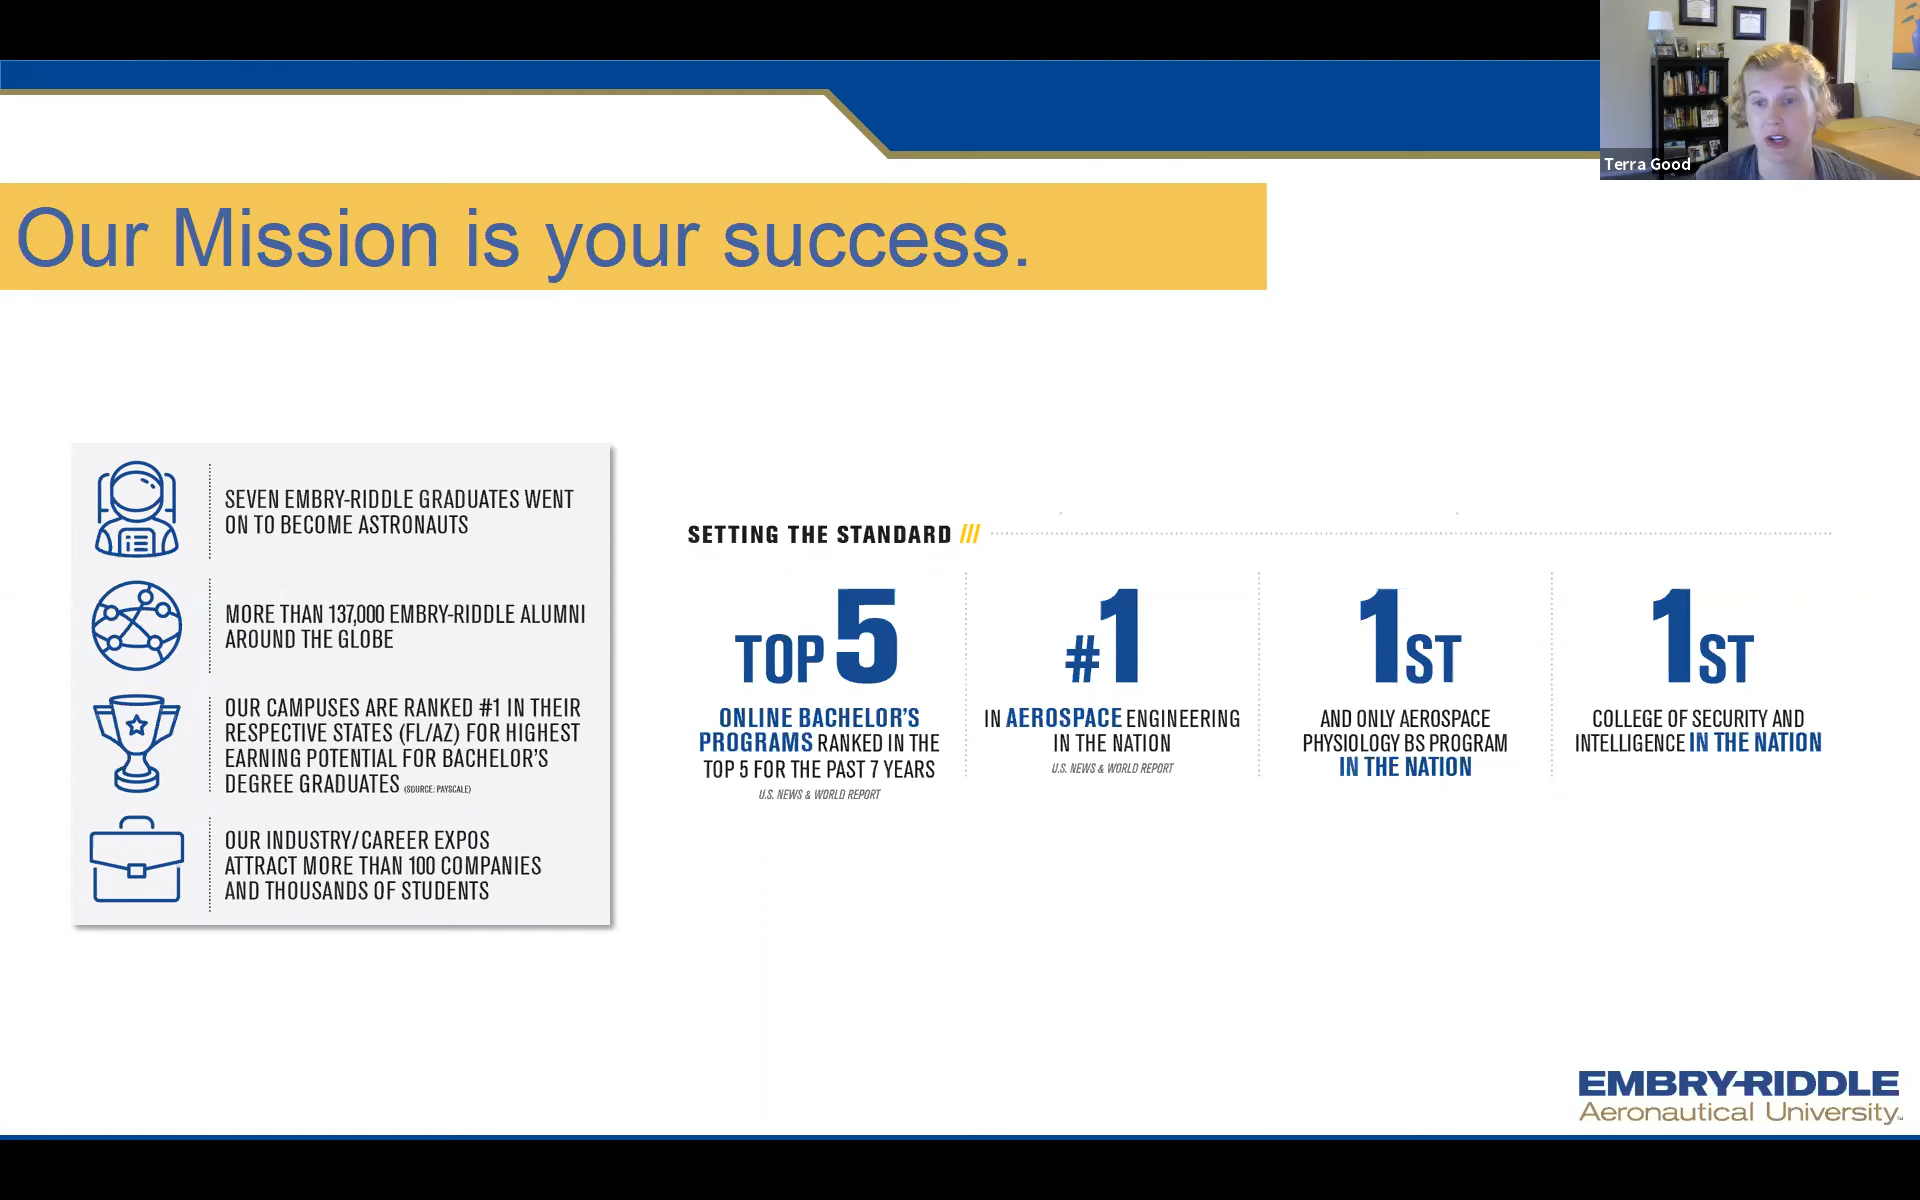 Terra Good
Our Mission is your success.
SEVEN EMBRY-RIDDLE GRADUATES WENT
ON TO BECOME ASTRONAUTS
MORE THAN 137,000 EMBRY-RIDDLE ALUMNI
AROUND THE GLOBE
OUR CAMPUSES ARE RANKED #1 IN THEIR
RESPECTIVE STATES (FL/AZ) FOR HIGHEST
EARNING POTENTIAL FOR BACHELOR'S
DEGREE GRADUATES (SOURCE: PAYSCALE)
OUR INDUSTRY/CAREER EXPOS
ATTRACT MORE THAN 100 COMPANIES
AND THOUSANDS OF STUDENTS
SETTING THE STANDARD ///
TOP 5
ONLINE BACHELOR'S
PROGRAMS RANKED IN THE
TOP 5 FOR THE PAST 7 YEARS
U.S. NEWS & WORLD REPORT
#1
IN AEROSPACE ENGINEERING
IN THE NATION
U.S. NEWS & WORLD REPORT
1ST
AND ONLY AEROSPACE
PHYSIOLOGY BS PROGRAM
IN THE NATION
1ST
COLLEGE OF SECURITY AND
INTELLIGENCE IN THE NATION
EMBRY-RIDDLE
Aeronautical University